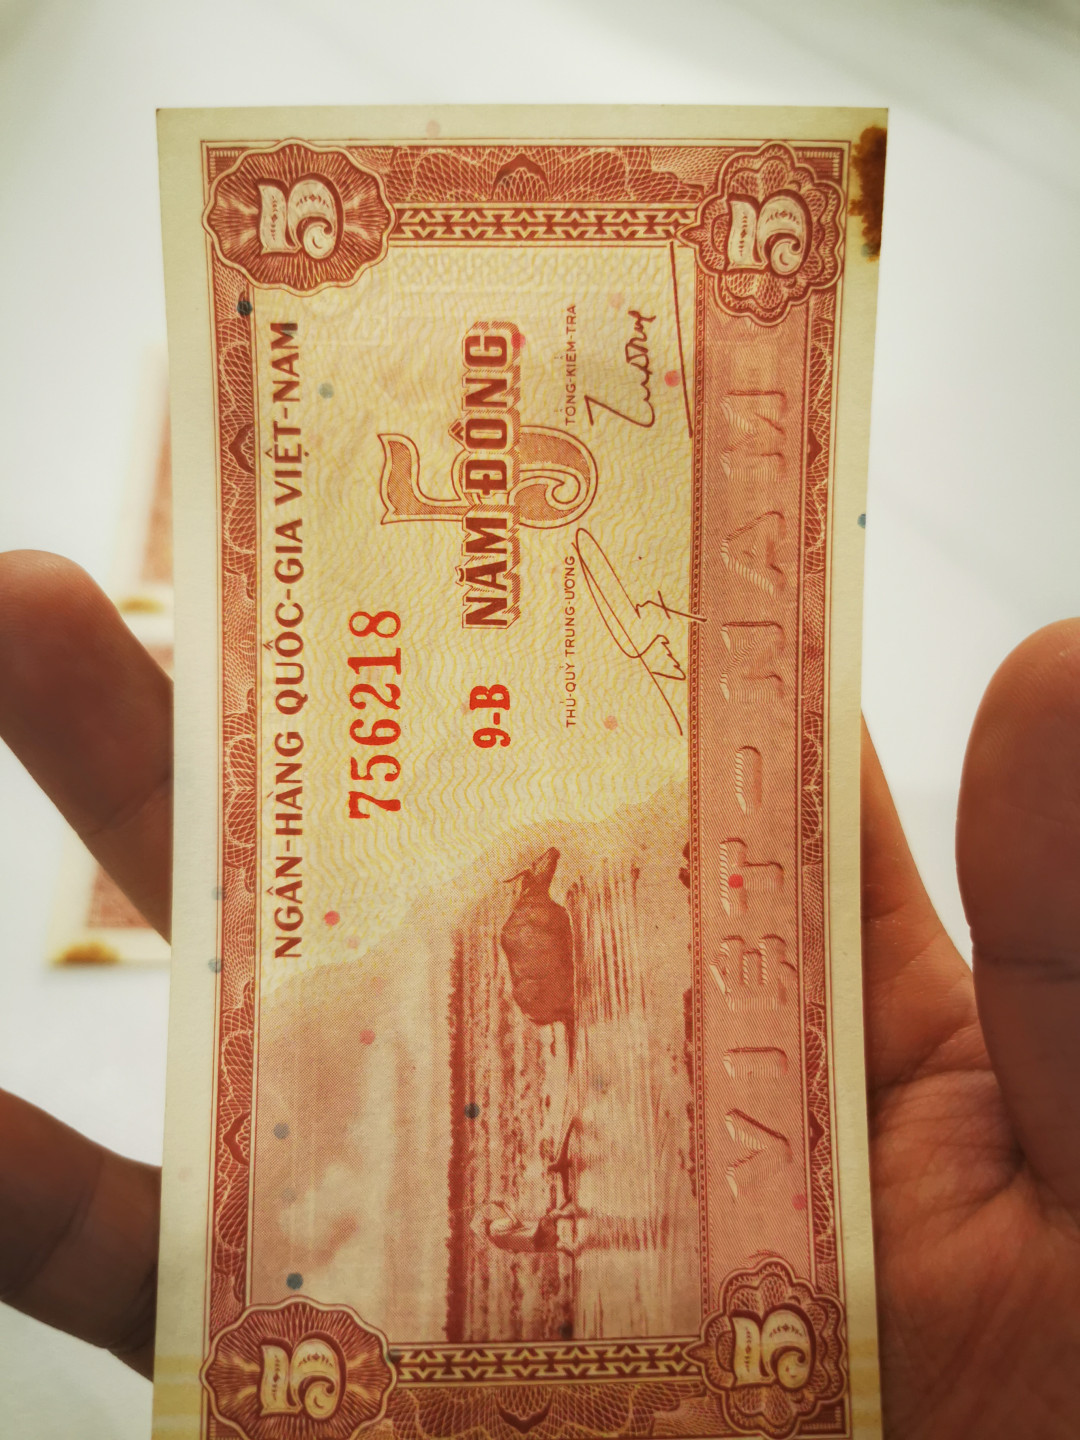 5
5
NGÂN-HÀNG QUỐC-GIA VIỆT-NAM
756218
5
9-B NĂM ĐỒNG
THỦ-QUỸ TRUNG-ƯƠNG
TỔNG-KIỂM-TRA
5
VIỆT-NAM
5